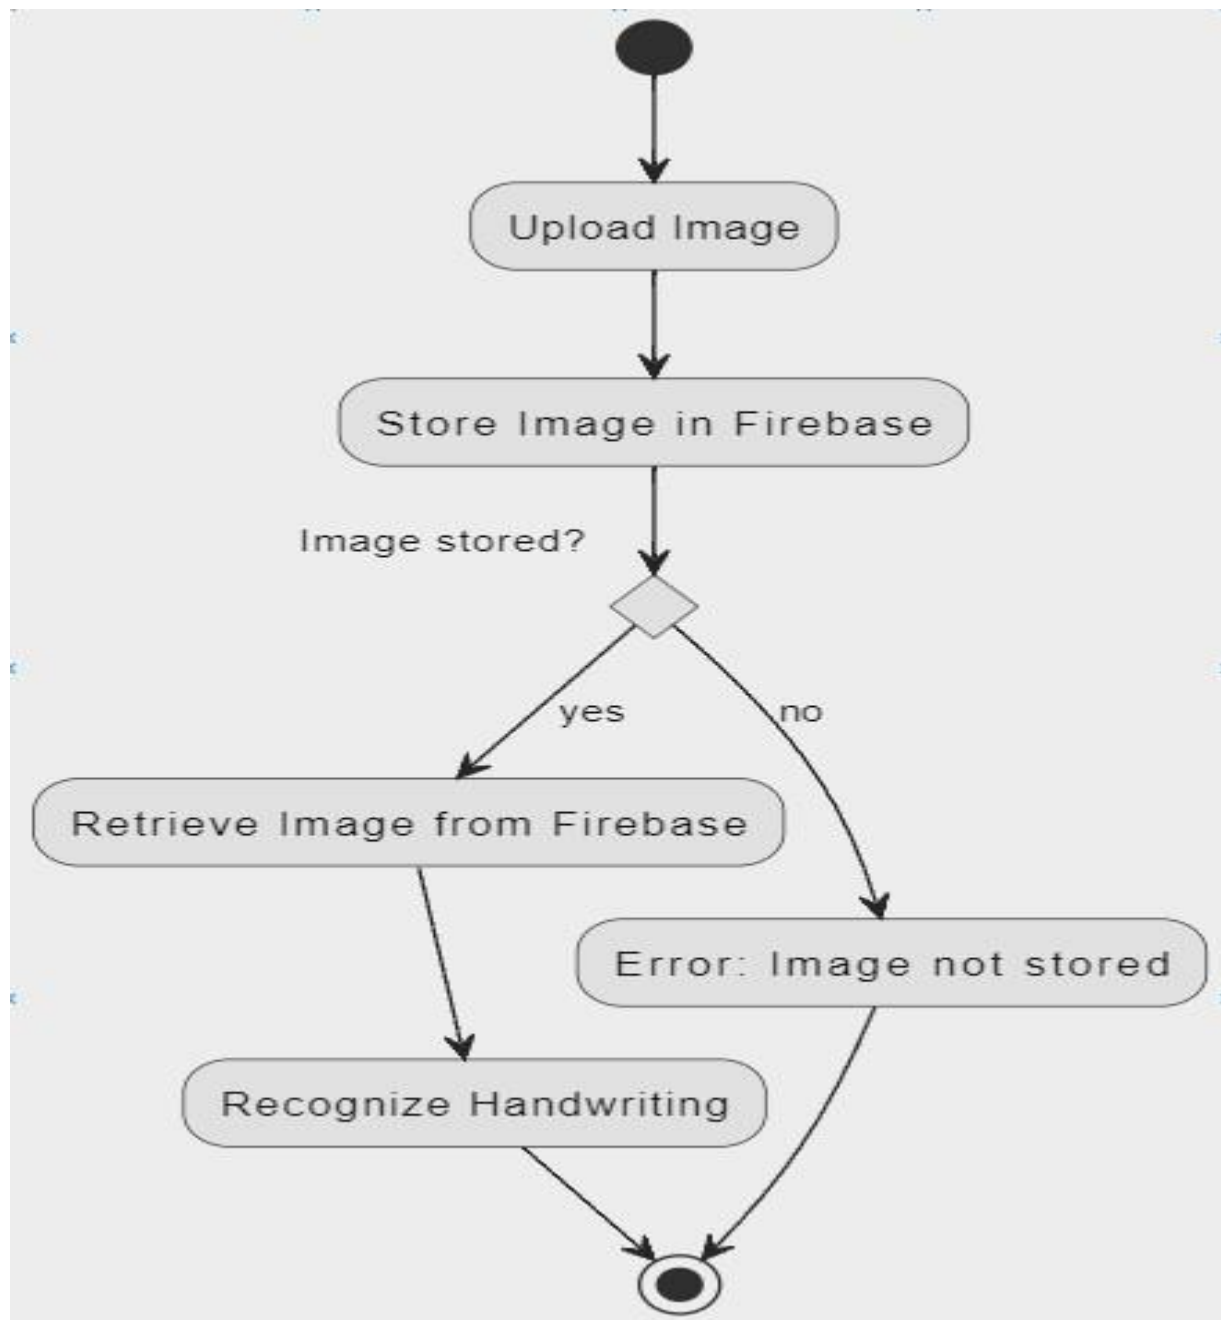 Upload Image
Store Image in Firebase
Image stored?
yes
no
Retrieve Image from Firebase
Error: Image not stored
Recognize Handwriting